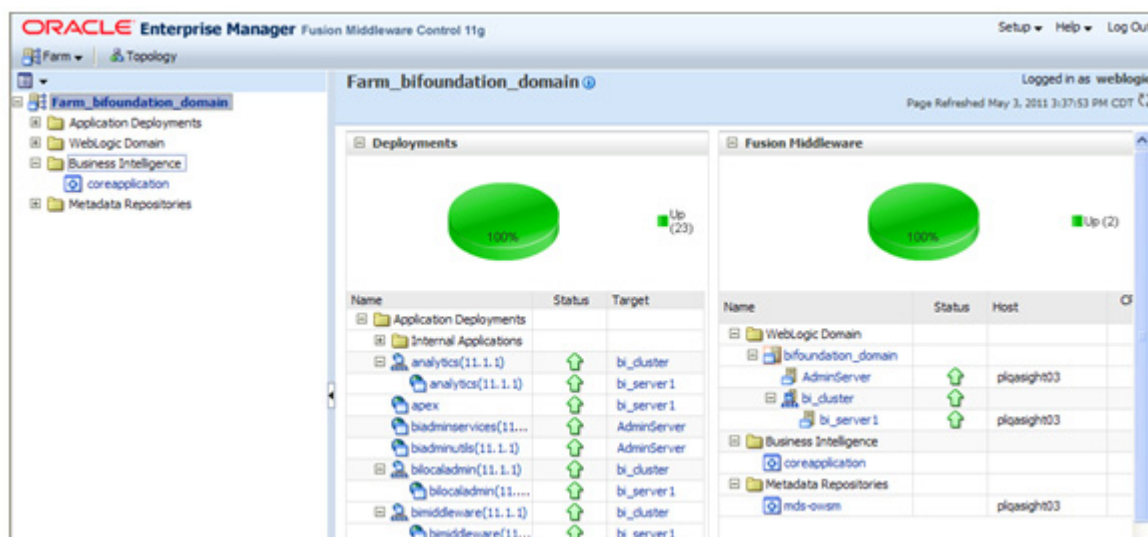 ORACLE Enterprise Manager Fusion Middleware Control 11g
Setup Help Log Out
Farm Topology
Farm_bifoundation_domain
Application Deployments
WebLogic Domain
Business Intelligence
coreapplication
Metadata Repositories
Farm_bifoundation_domain
Logged in as weblogic
Page Refreshed May 3, 2011 3:37:53 PM CDT
Deployments
100%
Up
(23)
Name Status Target
Application Deployments
Internal Applications
analytics(11.1.1) bi_cluster
analytics(11.1.1) bi_server1
apex bi_server1
biadminservices(11... AdminServer
biadminutils(11.1.1) AdminServer
bilocaladmin(11.1.1) bi_cluster
bilocaladmin(11.... bi_server1
bimiddleware(11.1.1) bi_cluster
bimiddleware(11... bi_server1
Fusion Middleware
100%
Up (2)
Name Status Host
WebLogic Domain
bifoundation_domain
AdminServer plqasight03
bi_cluster
bi_server1 plqasight03
Business Intelligence
coreapplication
Metadata Repositories
mds-owsm plqasight03